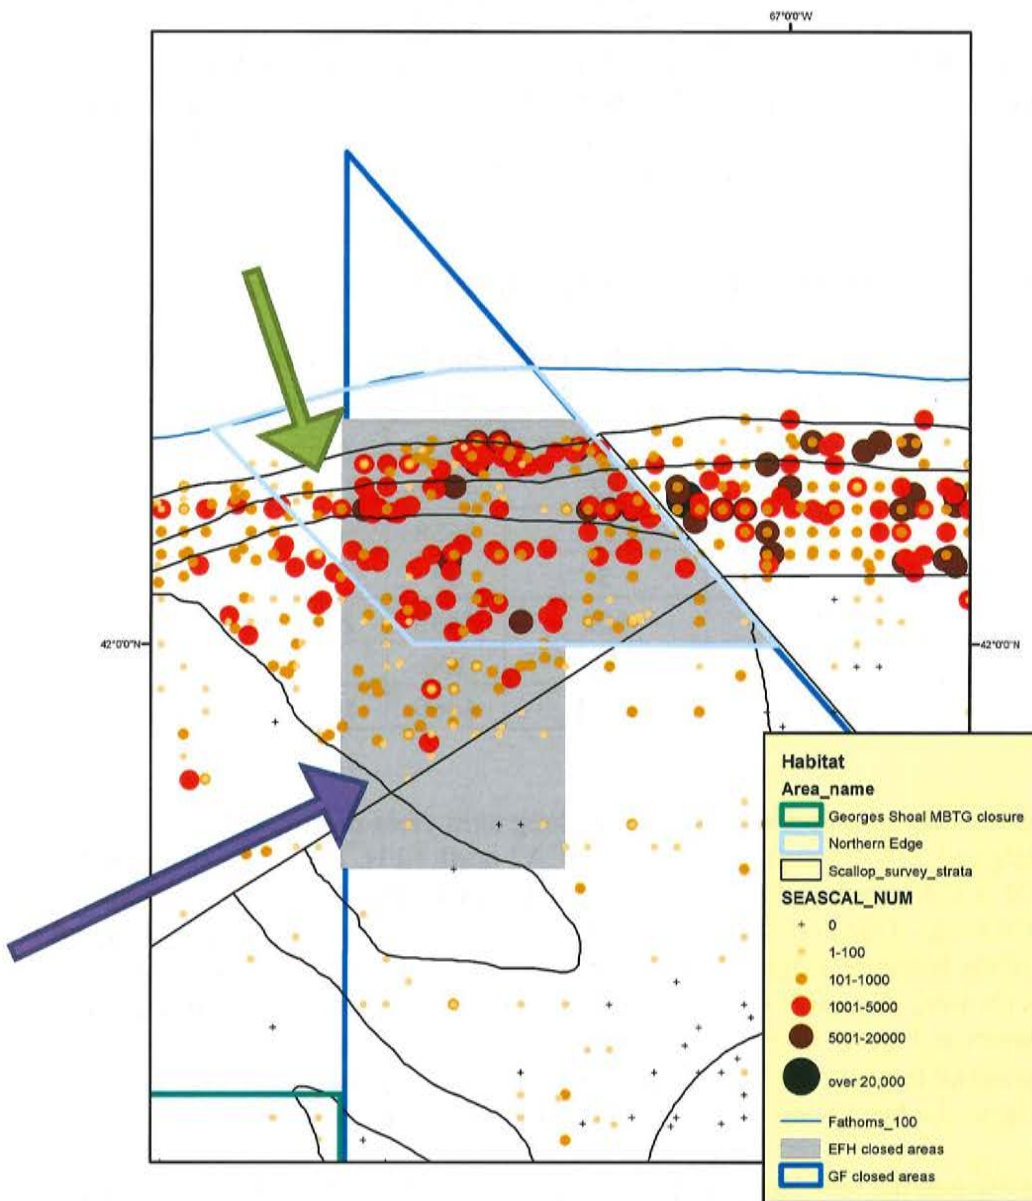 67°0'0"W
42°0'0"N
42°0'0"N
Habitat
Area_name
Georges Shoal MBTG closure
Northern Edge
Scallop_survey_strata
SEASCAL_NUM
0
1-100
101-1000
1001-5000
5001-20000
over 20,000
Fathoms_100
EFH closed areas
GF closed areas